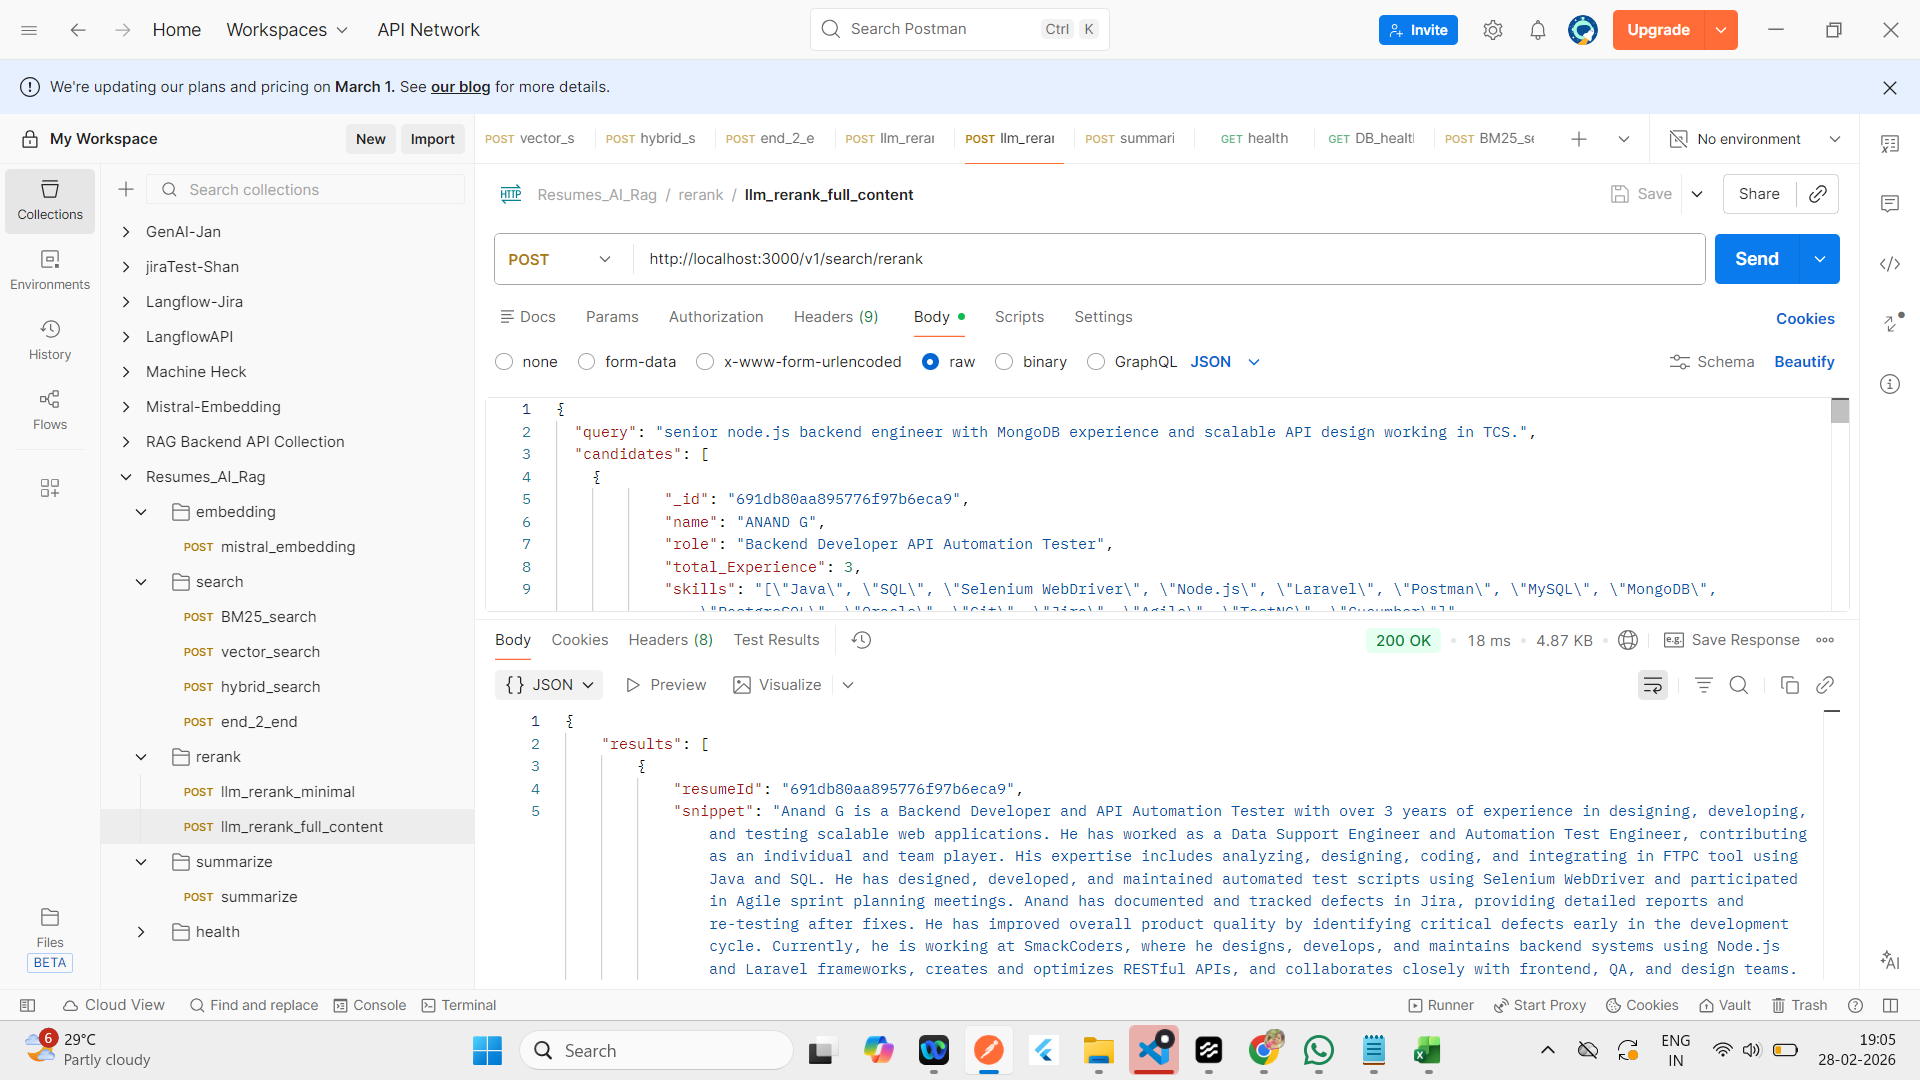 Home
Workspaces
API Network
Search Postman
Ctrl K
Invite
Upgrade
We're updating our plans and pricing on March 1. See our blog for more details.
My Workspace
New
Import
POST vector_s
POST hybrid_s
POST end_2_e
POST llm_rerar
POST llm_rerar
POST summari
GET health
GET DB_healtl
POST BM25_se
No environment
Collections
Environments
History
Flows
Files
BETA
Search collections
GenAI-Jan
jiraTest-Shan
Langflow-Jira
LangflowAPI
Machine Heck
Mistral-Embedding
RAG Backend API Collection
Resumes_AI_Rag
embedding
POST mistral_embedding
search
POST BM25_search
POST vector_search
POST hybrid_search
POST end_2_end
rerank
POST llm_rerank_minimal
POST llm_rerank_full_content
summarize
POST summarize
health
HTTP Resumes_AI_Rag / rerank / llm_rerank_full_content
Save
Share
POST
http://localhost:3000/v1/search/rerank
Send
Docs Params Authorization Headers (9) Body Scripts Settings
Cookies
none form-data x-www-form-urlencoded raw binary GraphQL JSON
Schema Beautify
1 {
2 "query": "senior node.js backend engineer with MongoDB experience and scalable API design working in TCS.",
3 "candidates": [
4 {
5 "_id": "691db80aa895776f97b6eca9",
6 "name": "ANAND G",
7 "role": "Backend Developer API Automation Tester",
8 "total_Experience": 3,
9 "skills": "[\"Java\", \"SQL\", \"Selenium WebDriver\", \"Node.js\", \"Laravel\", \"Postman\", \"MySQL\", \"MongoDB\",
\"PostgreSQL\", \"Oracle\", \"Git\", \"Jira\", \"Agile\", \"TestNG\", \"Cucumber\"]"
Body Cookies Headers (8) Test Results
200 OK • 18 ms • 4.87 KB
e.g. Save Response
{} JSON
Preview
Visualize
1 {
2 "results": [
3 {
4 "resumeId": "691db80aa895776f97b6eca9",
5 "snippet": "Anand G is a Backend Developer and API Automation Tester with over 3 years of experience in designing, developing,
and testing scalable web applications. He has worked as a Data Support Engineer and Automation Test Engineer, contributing
as an individual and team player. His expertise includes analyzing, designing, coding, and integrating in FTPC tool using
Java and SQL. He has designed, developed, and maintained automated test scripts using Selenium WebDriver and participated
in Agile sprint planning meetings. Anand has documented and tracked defects in Jira, providing detailed reports and
re-testing after fixes. He has improved overall product quality by identifying critical defects early in the development
cycle. Currently, he is working at SmackCoders, where he designs, develops, and maintains backend systems using Node.js
and Laravel frameworks, creates and optimizes RESTful APIs, and collaborates closely with frontend, QA, and design teams.
Cloud View
Find and replace
Console
Terminal
Runner
Start Proxy
Cookies
Vault
Trash
6
29°C
Partly cloudy
Search
ENG
IN
19:05
28-02-2026